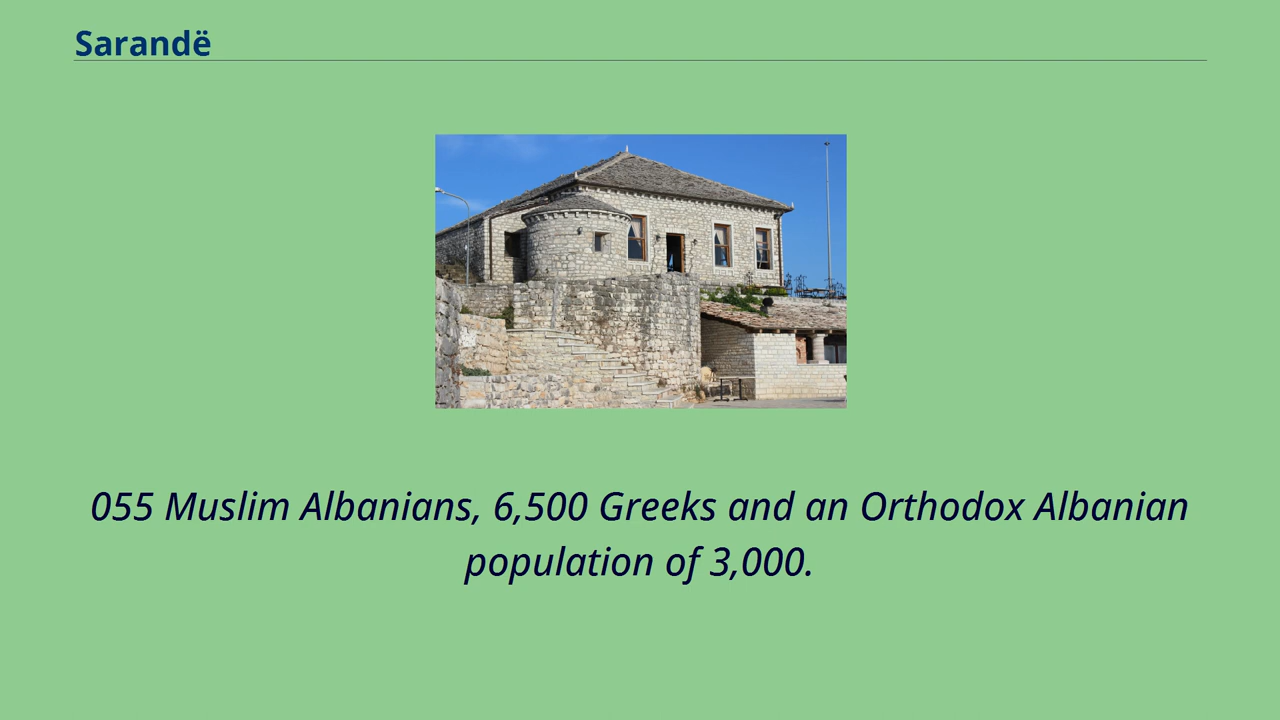 Sarandë
055 Muslim Albanians, 6,500 Greeks and an Orthodox Albanian
population of 3,000.